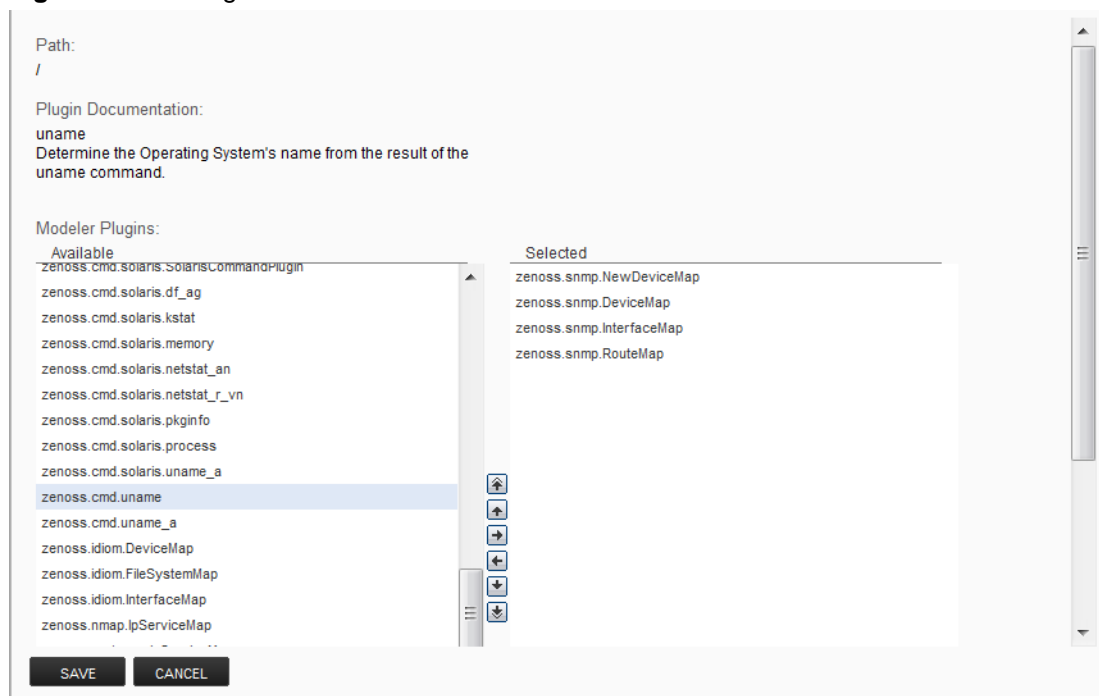 Path:
/
Plugin Documentation:
uname
Determine the Operating System's name from the result of the
uname command.
Modeler Plugins:
Available
zenoss.cmd.solaris.SolarisCommandPlugin
zenoss.cmd.solaris.df_ag
zenoss.cmd.solaris.kstat
zenoss.cmd.solaris.memory
zenoss.cmd.solaris.netstat_an
zenoss.cmd.solaris.netstat_r_vn
zenoss.cmd.solaris.pkginfo
zenoss.cmd.solaris.process
zenoss.cmd.solaris.uname_a
zenoss.cmd.uname
zenoss.cmd.uname_a
zenoss.idiom.DeviceMap
zenoss.idiom.FileSystemMap
zenoss.idiom.InterfaceMap
zenoss.nmap.IpServiceMap
Selected
zenoss.snmp.NewDeviceMap
zenoss.snmp.DeviceMap
zenoss.snmp.InterfaceMap
zenoss.snmp.RouteMap
SAVE
CANCEL